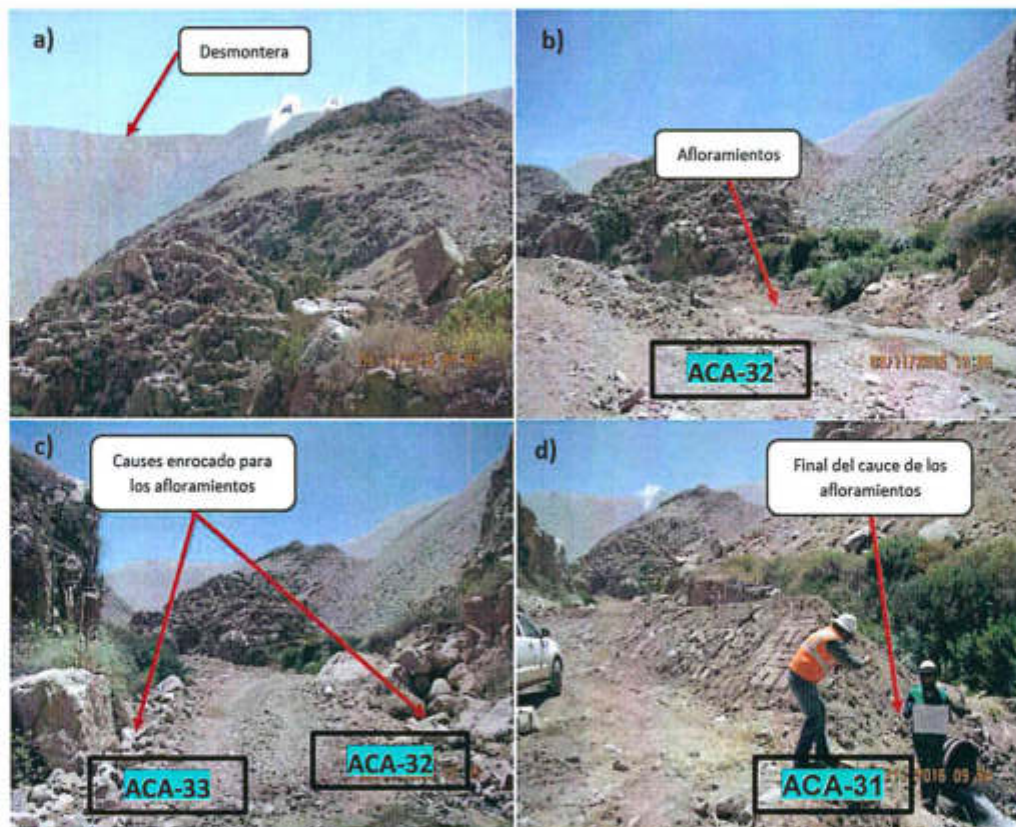 a)
Desmontera
b)
Afloramientos
ACA-32
c)
Causes enrocado para
los afloramientos
ACA-33
ACA-32
d)
Final del cauce de los
afloramientos
ACA-31